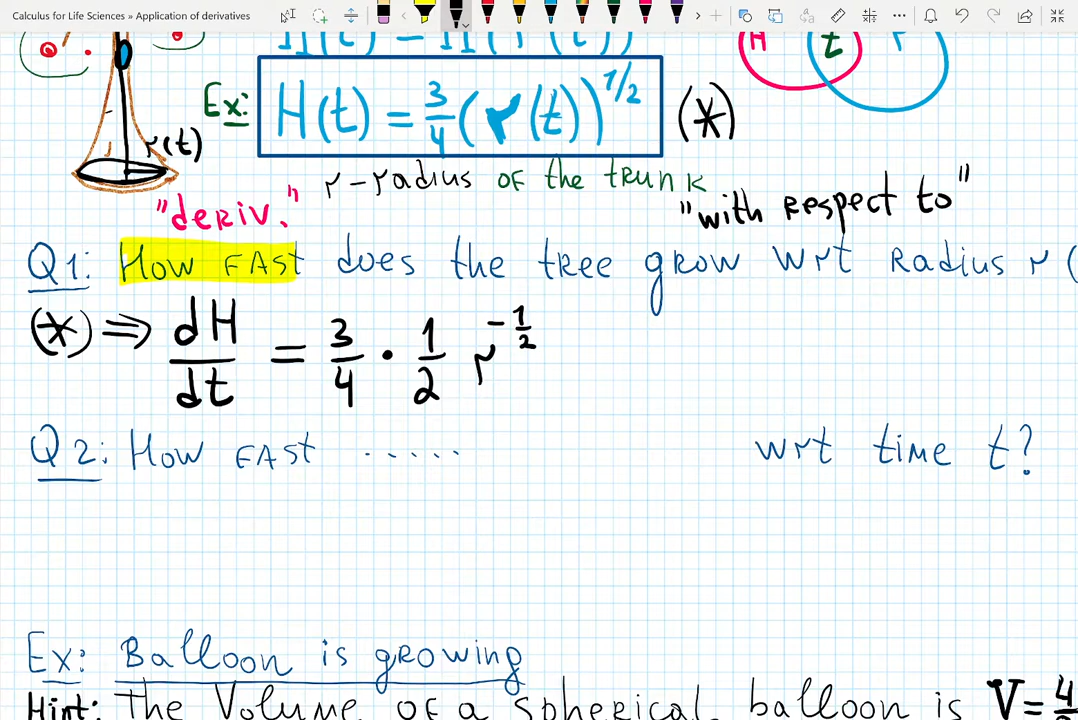 Calculus for Life Sciences » Application of derivatives
H(t) = H(r(t))
H t r
Ex: H(t) = 3/4 (r(t))^1/2 (*)
r(t)
r – radius of the trunk
"deriv." "with respect to"
Q1: How FAST does the tree grow wrt Radius r (
(*) ⇒ dH/dt = 3/4 · 1/2 r^-1/2
Q2: How FAST ...... wrt time t?
Ex: Balloon is growing
Hint: The Volume of a spherical balloon is V = 4